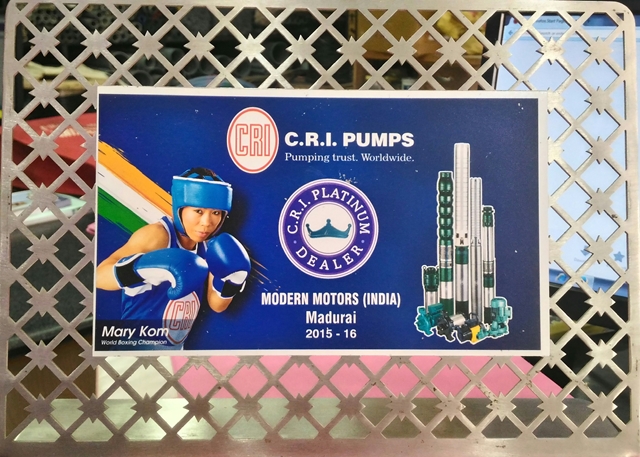 CRI
C.R.I. PUMPS
Pumping trust. Worldwide.
C.R.I. PLATINUM
DEALER
MODERN MOTORS (INDIA)
Madurai
2015 - 16
CRI
Mary Kom
World Boxing Champion